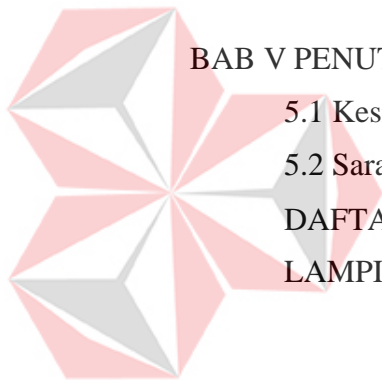 BAB V PENUT
5.1 Kes
5.2 Sara
DAFTA
LAMPI